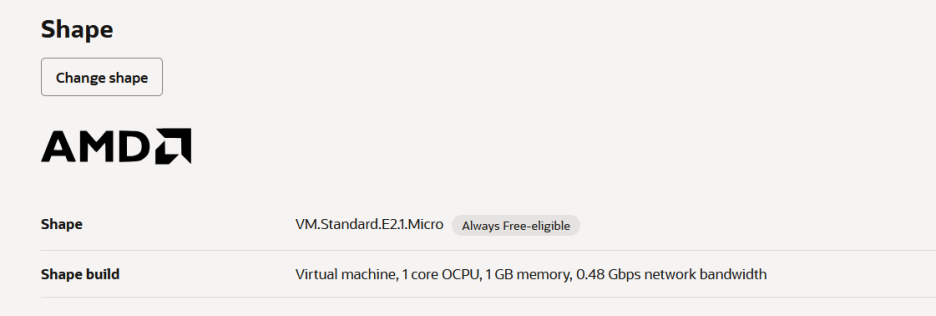 Shape
Change shape
AMD
Shape VM.Standard.E2.1.Micro Always Free-eligible
Shape build Virtual machine, 1 core OCPU, 1 GB memory, 0.48 Gbps network bandwidth